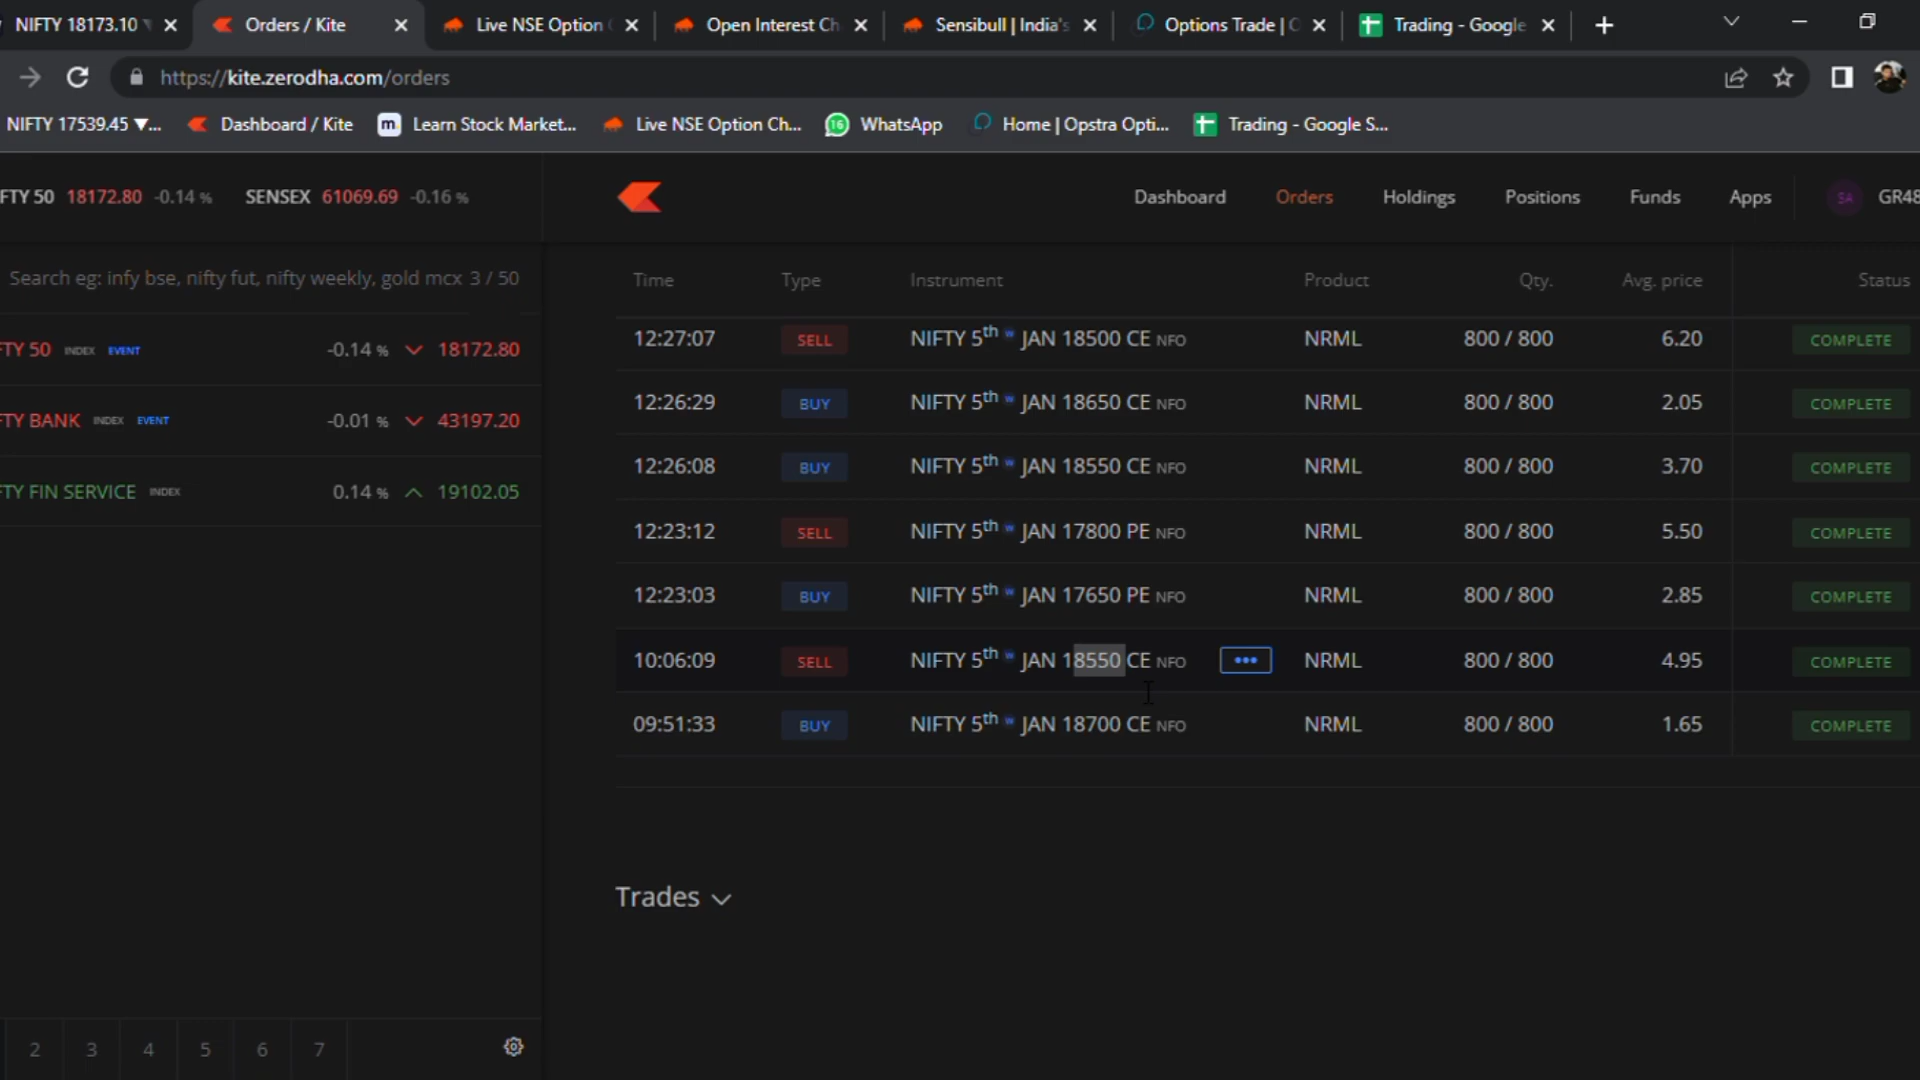 NIFTY 18173.10
Orders / Kite
Live NSE Option
Open Interest Ch
Sensibull | India's
Options Trade | O
Trading - Google
https://kite.zerodha.com/orders
NIFTY 17539.45 ▼...
Dashboard / Kite
m Learn Stock Market...
Live NSE Option Ch...
16 WhatsApp
Home | Opstra Opti...
Trading - Google S...
FTY 50 18172.80 -0.14 %
SENSEX 61069.69 -0.16 %
Dashboard Orders Holdings Positions Funds Apps SA GR48
Search eg: infy bse, nifty fut, nifty weekly, gold mcx 3 / 50
FTY 50 INDEX EVENT -0.14 % 18172.80
FTY BANK INDEX EVENT -0.01 % 43197.20
FTY FIN SERVICE INDEX 0.14 % 19102.05
Time Type Instrument Product Qty. Avg. price Status
12:27:07 SELL NIFTY 5th w JAN 18500 CE NFO NRML 800 / 800 6.20 COMPLETE
12:26:29 BUY NIFTY 5th w JAN 18650 CE NFO NRML 800 / 800 2.05 COMPLETE
12:26:08 BUY NIFTY 5th w JAN 18550 CE NFO NRML 800 / 800 3.70 COMPLETE
12:23:12 SELL NIFTY 5th w JAN 17800 PE NFO NRML 800 / 800 5.50 COMPLETE
12:23:03 BUY NIFTY 5th w JAN 17650 PE NFO NRML 800 / 800 2.85 COMPLETE
10:06:09 SELL NIFTY 5th w JAN 18550 CE NFO ••• NRML 800 / 800 4.95 COMPLETE
09:51:33 BUY NIFTY 5th w JAN 18700 CE NFO NRML 800 / 800 1.65 COMPLETE
Trades
2 3 4 5 6 7